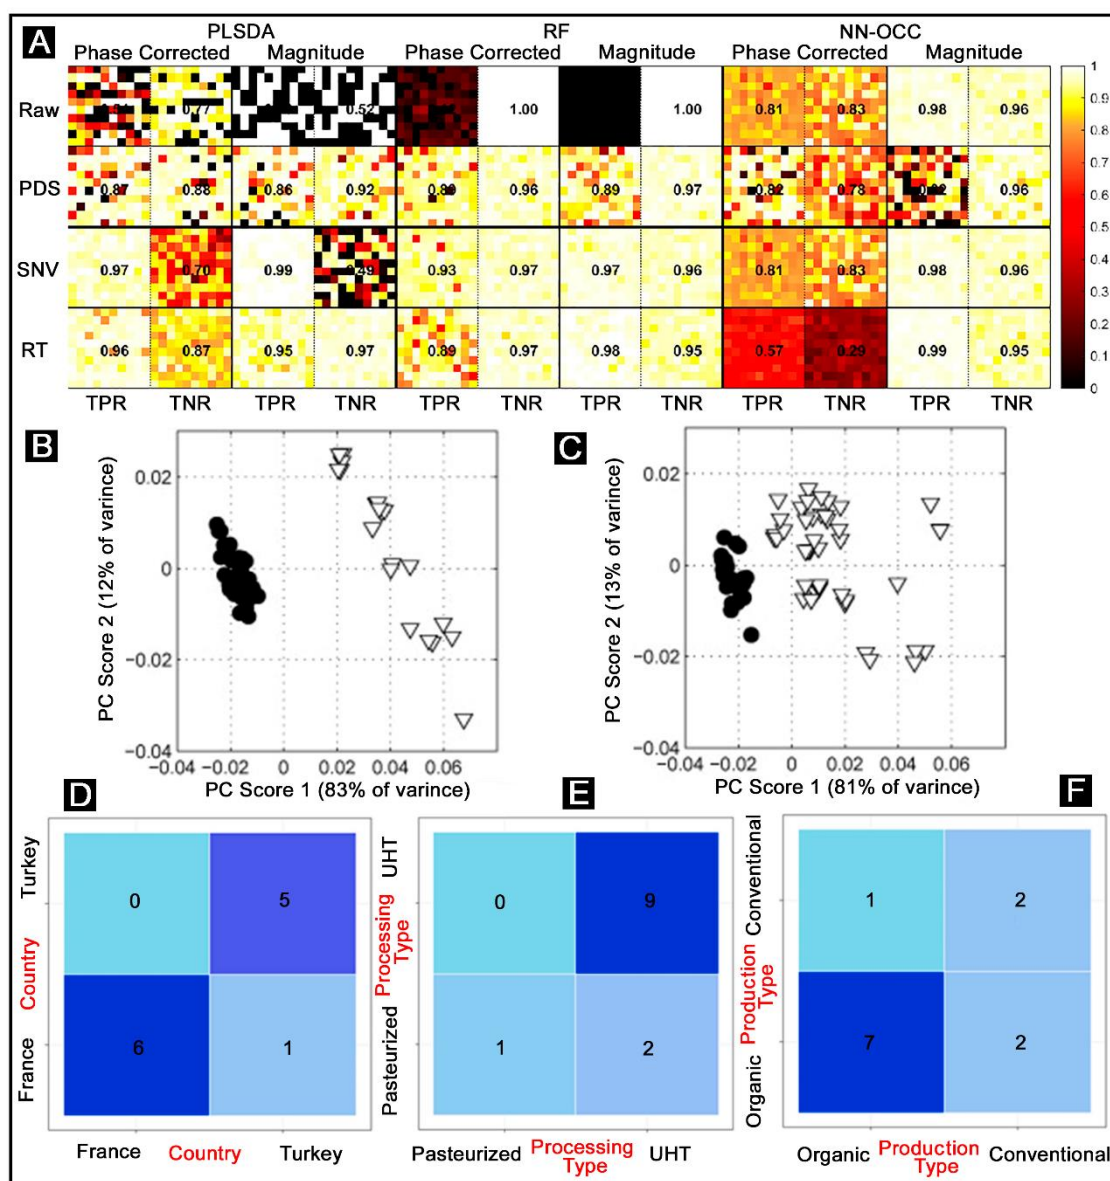 A
PLSDA RF NN-OCC
Phase Corrected Magnitude Phase Corrected Magnitude Phase Corrected Magnitude
Raw 0.77 0.52 1.00 1.00 0.81 0.83 0.98 0.96
PDS 0.87 0.88 0.86 0.92 0.89 0.96 0.89 0.97 0.82 0.78 0.96
SNV 0.97 0.70 0.99 0.49 0.93 0.97 0.97 0.96 0.81 0.83 0.98 0.96
RT 0.96 0.87 0.95 0.97 0.89 0.97 0.98 0.95 0.57 0.29 0.99 0.95
TPR TNR TPR TNR TPR TNR TPR TNR TPR TNR TPR TNR
1
0.9
0.8
0.7
0.6
0.5
0.4
0.3
0.2
0.1
0
B
PC Score 2 (12% of varince)
0.02
0
−0.02
−0.04
−0.04 −0.02 0 0.02 0.04 0.06
PC Score 1 (83% of varince)
C
PC Score 2 (13% of varince)
0.02
0
−0.02
−0.04
−0.04 −0.02 0 0.02 0.04 0.06
PC Score 1 (81% of varince)
D
Turkey
Country
France
0 5
6 1
France Country Turkey
E
UHT
Processing
Type
Pasteurized
0 9
1 2
Pasteurized Processing
Type UHT
F
Conventional
Production
Type
Organic
1 2
7 2
Organic Production
Type Conventional